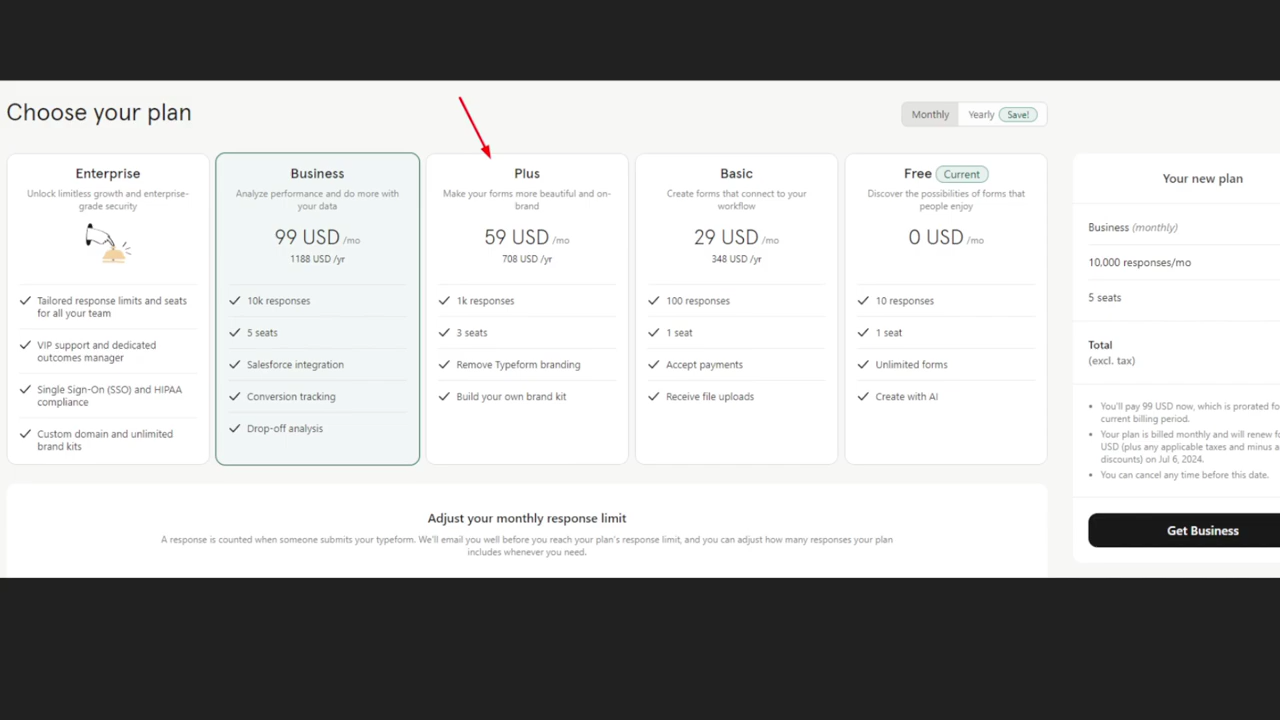 Choose your plan
Monthly
Yearly
Save!
Enterprise
Unlock limitless growth and enterprise-
grade security
Tailored response limits and seats
for all your team
VIP support and dedicated
outcomes manager
Single Sign-On (SSO) and HIPAA
compliance
Custom domain and unlimited
brand kits
Business
Analyze performance and do more with
your data
99 USD /mo
1188 USD /yr
10k responses
5 seats
Salesforce integration
Conversion tracking
Drop-off analysis
Plus
Make your forms more beautiful and on-
brand
59 USD /mo
708 USD /yr
1k responses
3 seats
Remove Typeform branding
Build your own brand kit
Basic
Create forms that connect to your
workflow
29 USD /mo
348 USD /yr
100 responses
1 seat
Accept payments
Receive file uploads
Free Current
Discover the possibilities of forms that
people enjoy
0 USD /mo
10 responses
1 seat
Unlimited forms
Create with AI
Your new plan
Business (monthly)
10,000 responses/mo
5 seats
Total
(excl. tax)
You'll pay 99 USD now, which is prorated fo
current billing period.
Your plan is billed monthly and will renew fo
USD (plus any applicable taxes and minus a
discounts) on Jul 6, 2024.
You can cancel any time before this date.
Get Business
Adjust your monthly response limit
A response is counted when someone submits your typeform. We'll email you well before you reach your plan's response limit, and you can adjust how many responses your plan
includes whenever you need.